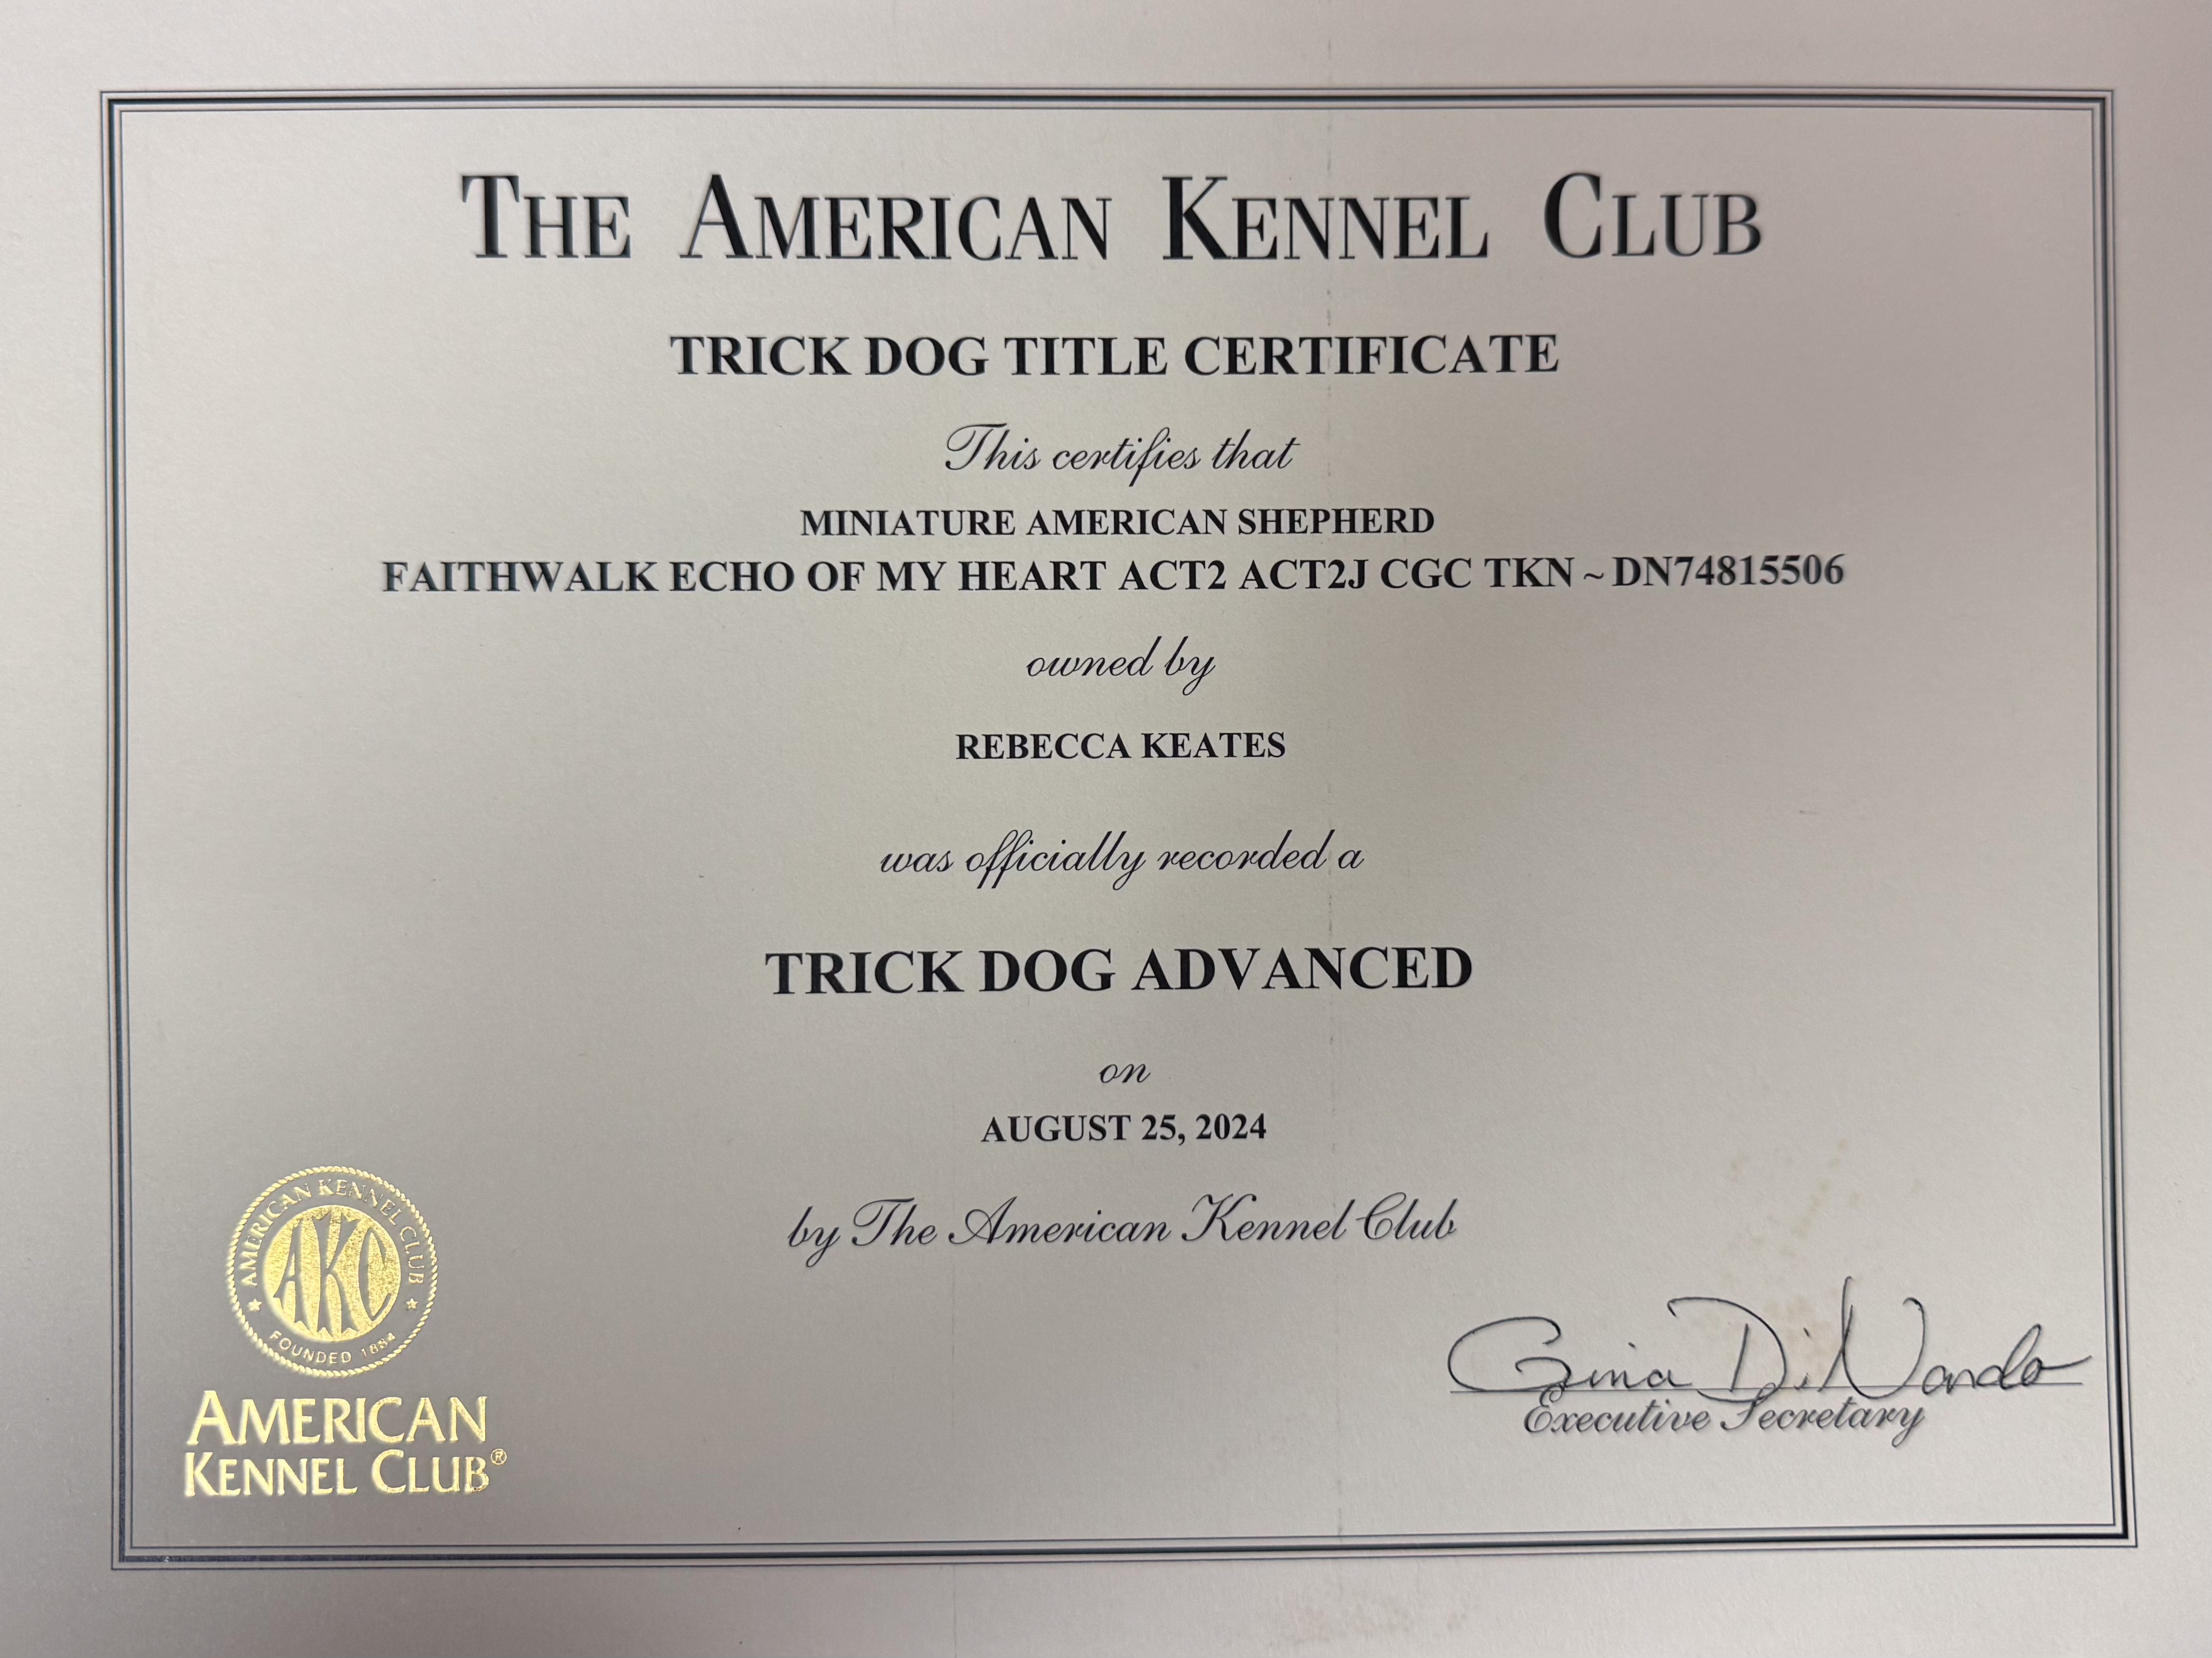 THE AMERICAN KENNEL CLUB
TRICK DOG TITLE CERTIFICATE
This certifies that
MINIATURE AMERICAN SHEPHERD
FAITHWALK ECHO OF MY HEART ACT2 ACT2J CGC TKN ~ DN74815506
owned by
REBECCA KEATES
was officially recorded a
TRICK DOG ADVANCED
on
AUGUST 25, 2024
by The American Kennel Club
AMERICAN KENNEL CLUB
AKC
FOUNDED 1884
AMERICAN
KENNEL CLUB®
Gina DiNardo
Executive Secretary